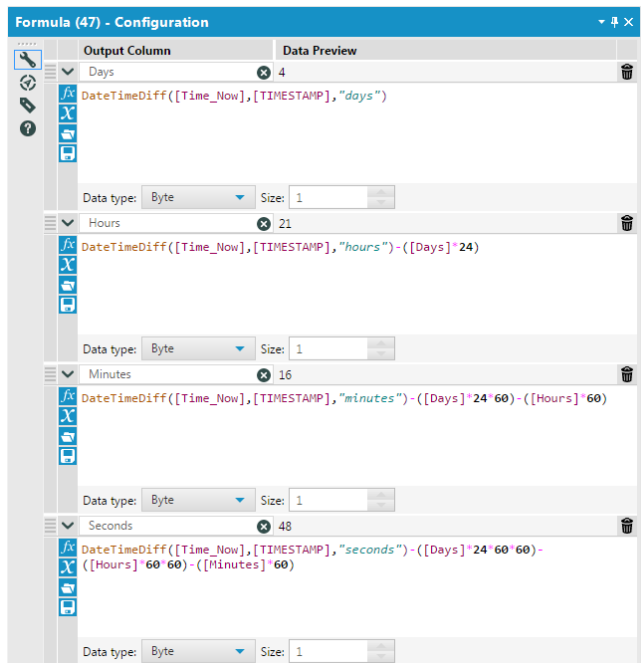 Formula (47) - Configuration
Output Column Data Preview
Days 4
DateTimeDiff([Time_Now],[TIMESTAMP],"days")
Data type: Byte Size: 1
Hours 21
DateTimeDiff([Time_Now],[TIMESTAMP],"hours")-([Days]*24)
Data type: Byte Size: 1
Minutes 16
DateTimeDiff([Time_Now],[TIMESTAMP],"minutes")-([Days]*24*60)-([Hours]*60)
Data type: Byte Size: 1
Seconds 48
DateTimeDiff([Time_Now],[TIMESTAMP],"seconds")-([Days]*24*60*60)-
([Hours]*60*60)-([Minutes]*60)
Data type: Byte Size: 1